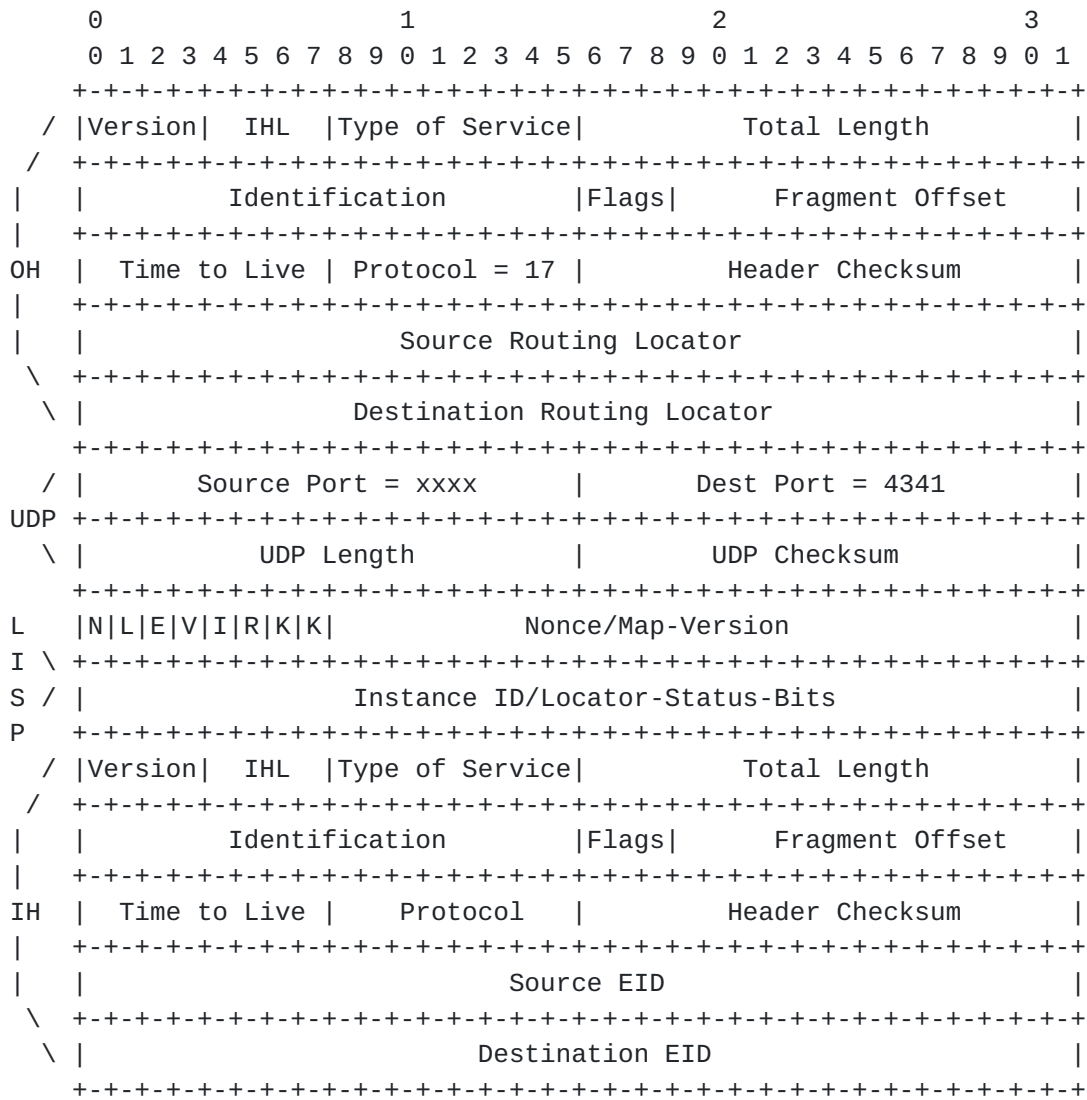 0                   1                   2                   3
 0 1 2 3 4 5 6 7 8 9 0 1 2 3 4 5 6 7 8 9 0 1 2 3 4 5 6 7 8 9 0 1
    +-+-+-+-+-+-+-+-+-+-+-+-+-+-+-+-+-+-+-+-+-+-+-+-+-+-+-+-+-+-+-+-+
  / |Version|  IHL  |Type of Service|          Total Length         |
 /  +-+-+-+-+-+-+-+-+-+-+-+-+-+-+-+-+-+-+-+-+-+-+-+-+-+-+-+-+-+-+-+-+
|   |         Identification        |Flags|      Fragment Offset    |
|   +-+-+-+-+-+-+-+-+-+-+-+-+-+-+-+-+-+-+-+-+-+-+-+-+-+-+-+-+-+-+-+-+
OH  |  Time to Live | Protocol = 17 |         Header Checksum       |
|   +-+-+-+-+-+-+-+-+-+-+-+-+-+-+-+-+-+-+-+-+-+-+-+-+-+-+-+-+-+-+-+-+
|   |                    Source Routing Locator                     |
 \  +-+-+-+-+-+-+-+-+-+-+-+-+-+-+-+-+-+-+-+-+-+-+-+-+-+-+-+-+-+-+-+-+
  \ |                 Destination Routing Locator                   |
    +-+-+-+-+-+-+-+-+-+-+-+-+-+-+-+-+-+-+-+-+-+-+-+-+-+-+-+-+-+-+-+-+
  / |       Source Port = xxxx      |       Dest Port = 4341        |
UDP +-+-+-+-+-+-+-+-+-+-+-+-+-+-+-+-+-+-+-+-+-+-+-+-+-+-+-+-+-+-+-+-+
  \ |           UDP Length          |        UDP Checksum           |
    +-+-+-+-+-+-+-+-+-+-+-+-+-+-+-+-+-+-+-+-+-+-+-+-+-+-+-+-+-+-+-+-+
L   |N|L|E|V|I|R|K|K|            Nonce/Map-Version                  |
I \ +-+-+-+-+-+-+-+-+-+-+-+-+-+-+-+-+-+-+-+-+-+-+-+-+-+-+-+-+-+-+-+-+
S / |                 Instance ID/Locator-Status-Bits               |
P   +-+-+-+-+-+-+-+-+-+-+-+-+-+-+-+-+-+-+-+-+-+-+-+-+-+-+-+-+-+-+-+-+
  / |Version|  IHL  |Type of Service|          Total Length         |
 /  +-+-+-+-+-+-+-+-+-+-+-+-+-+-+-+-+-+-+-+-+-+-+-+-+-+-+-+-+-+-+-+-+
|   |         Identification        |Flags|      Fragment Offset    |
|   +-+-+-+-+-+-+-+-+-+-+-+-+-+-+-+-+-+-+-+-+-+-+-+-+-+-+-+-+-+-+-+-+
IH  |  Time to Live |    Protocol   |         Header Checksum       |
|   +-+-+-+-+-+-+-+-+-+-+-+-+-+-+-+-+-+-+-+-+-+-+-+-+-+-+-+-+-+-+-+-+
|   |                           Source EID                          |
 \  +-+-+-+-+-+-+-+-+-+-+-+-+-+-+-+-+-+-+-+-+-+-+-+-+-+-+-+-+-+-+-+-+
  \ |                         Destination EID                       |
    +-+-+-+-+-+-+-+-+-+-+-+-+-+-+-+-+-+-+-+-+-+-+-+-+-+-+-+-+-+-+-+-+